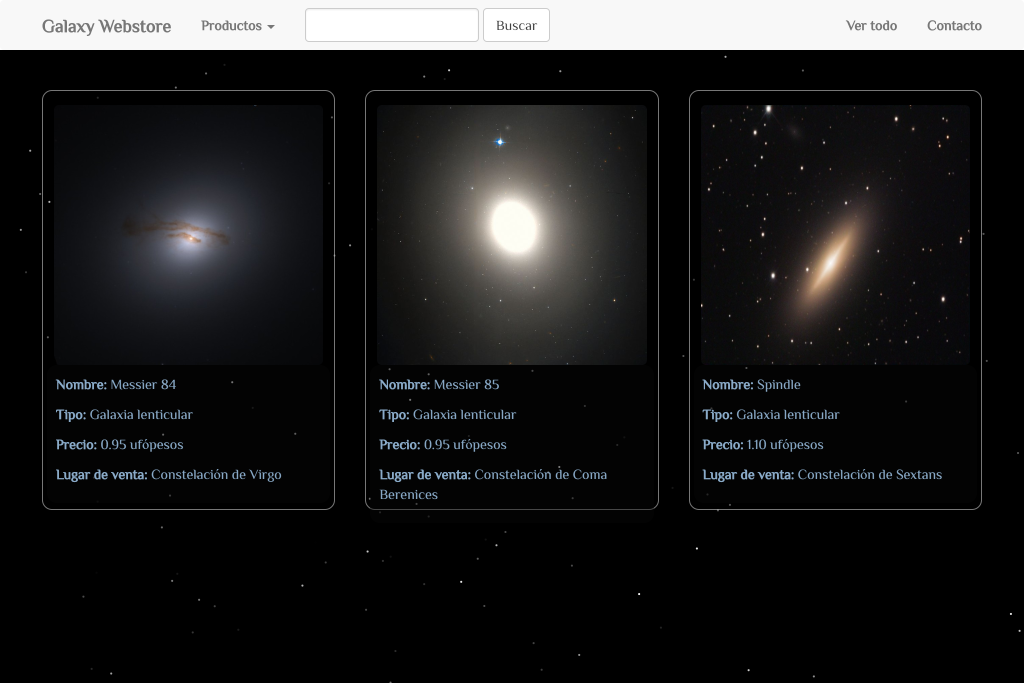 Galaxy Webstore Productos Buscar Ver todo Contacto
Nombre: Messier 84
Tipo: Galaxia lenticular
Precio: 0.95 ufópesos
Lugar de venta: Constelación de Virgo
Nombre: Messier 85
Tipo: Galaxia lenticular
Precio: 0.95 ufópesos
Lugar de venta: Constelación de Coma
Berenices
Nombre: Spindle
Tipo: Galaxia lenticular
Precio: 1.10 ufópesos
Lugar de venta: Constelación de Sextans